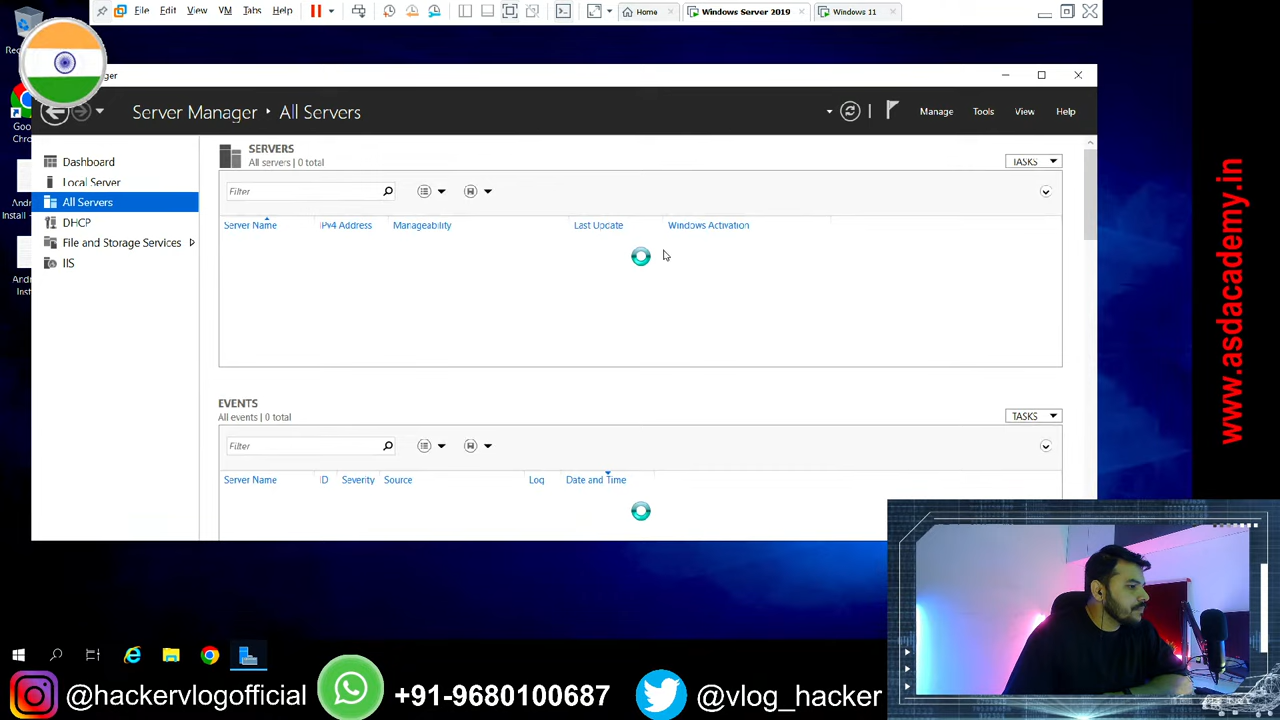 File Edit View VM Tabs Help Home Windows Server 2019 Windows 11
Server Manager All Servers Manage Tools View Help
Dashboard
Local Server
All Servers
DHCP
File and Storage Services
IIS
SERVERS
All servers | 0 total
TASKS
Filter
Server Name IPv4 Address Manageability Last Update Windows Activation
EVENTS
All events | 0 total
TASKS
Filter
Server Name ID Severity Source Log Date and Time
www.asdacademy.in
@hackervlogofficial
+91-9680100687
@vlog_hacker